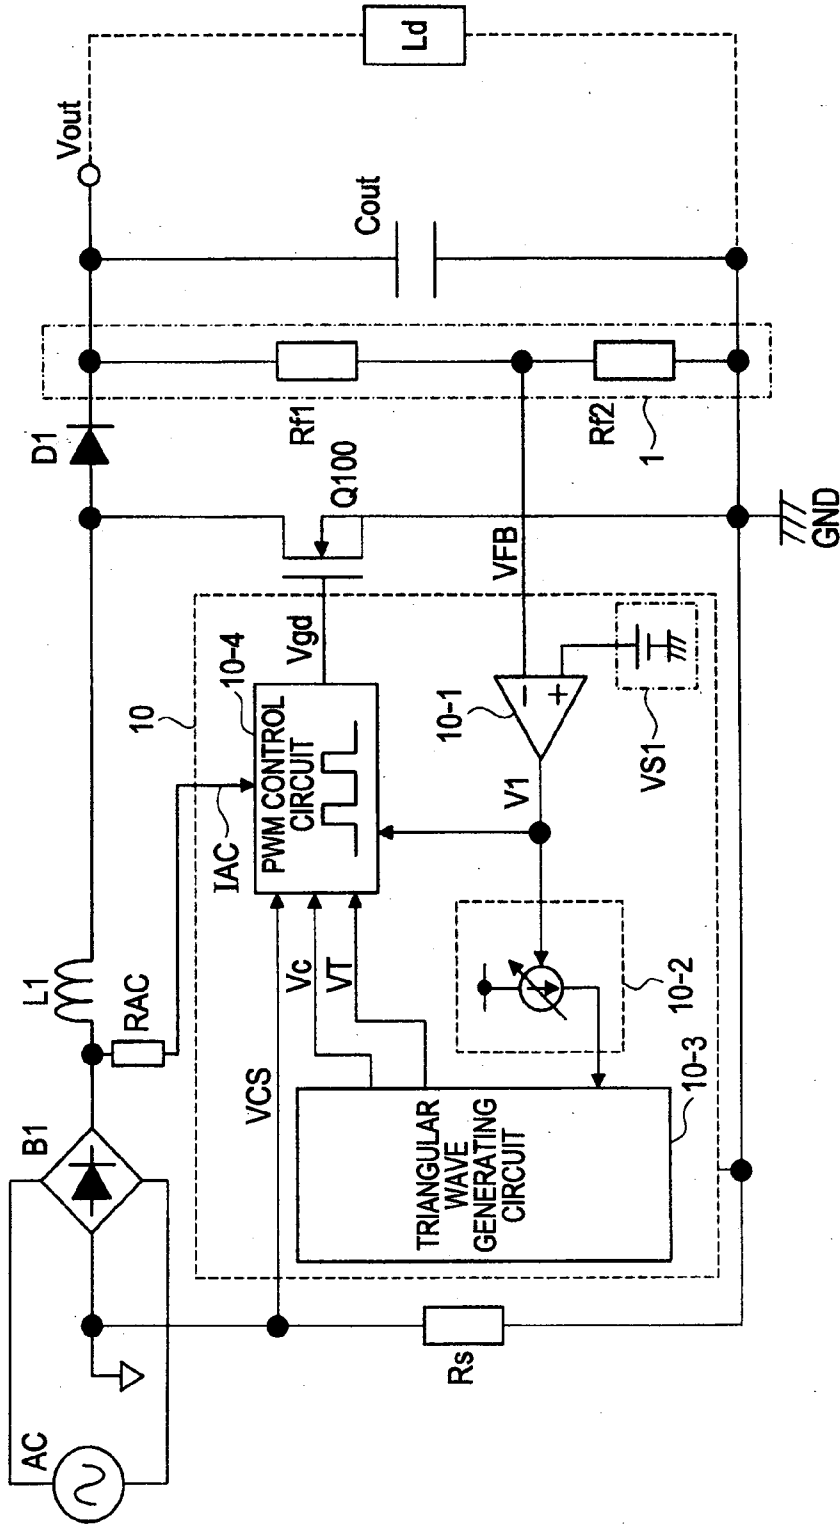 AC
B1
L1
D1
Vout
RAC
IAC
10
10-4
Vgd
Q100
Rf1
Cout
Ld
VCS
Vc
VT
PWM CONTROL
CIRCUIT
VFB
Rf2
1
Rs
TRIANGULAR
WAVE
GENERATING
CIRCUIT
10-3
10-2
V1
10-1
−
+
VS1
GND